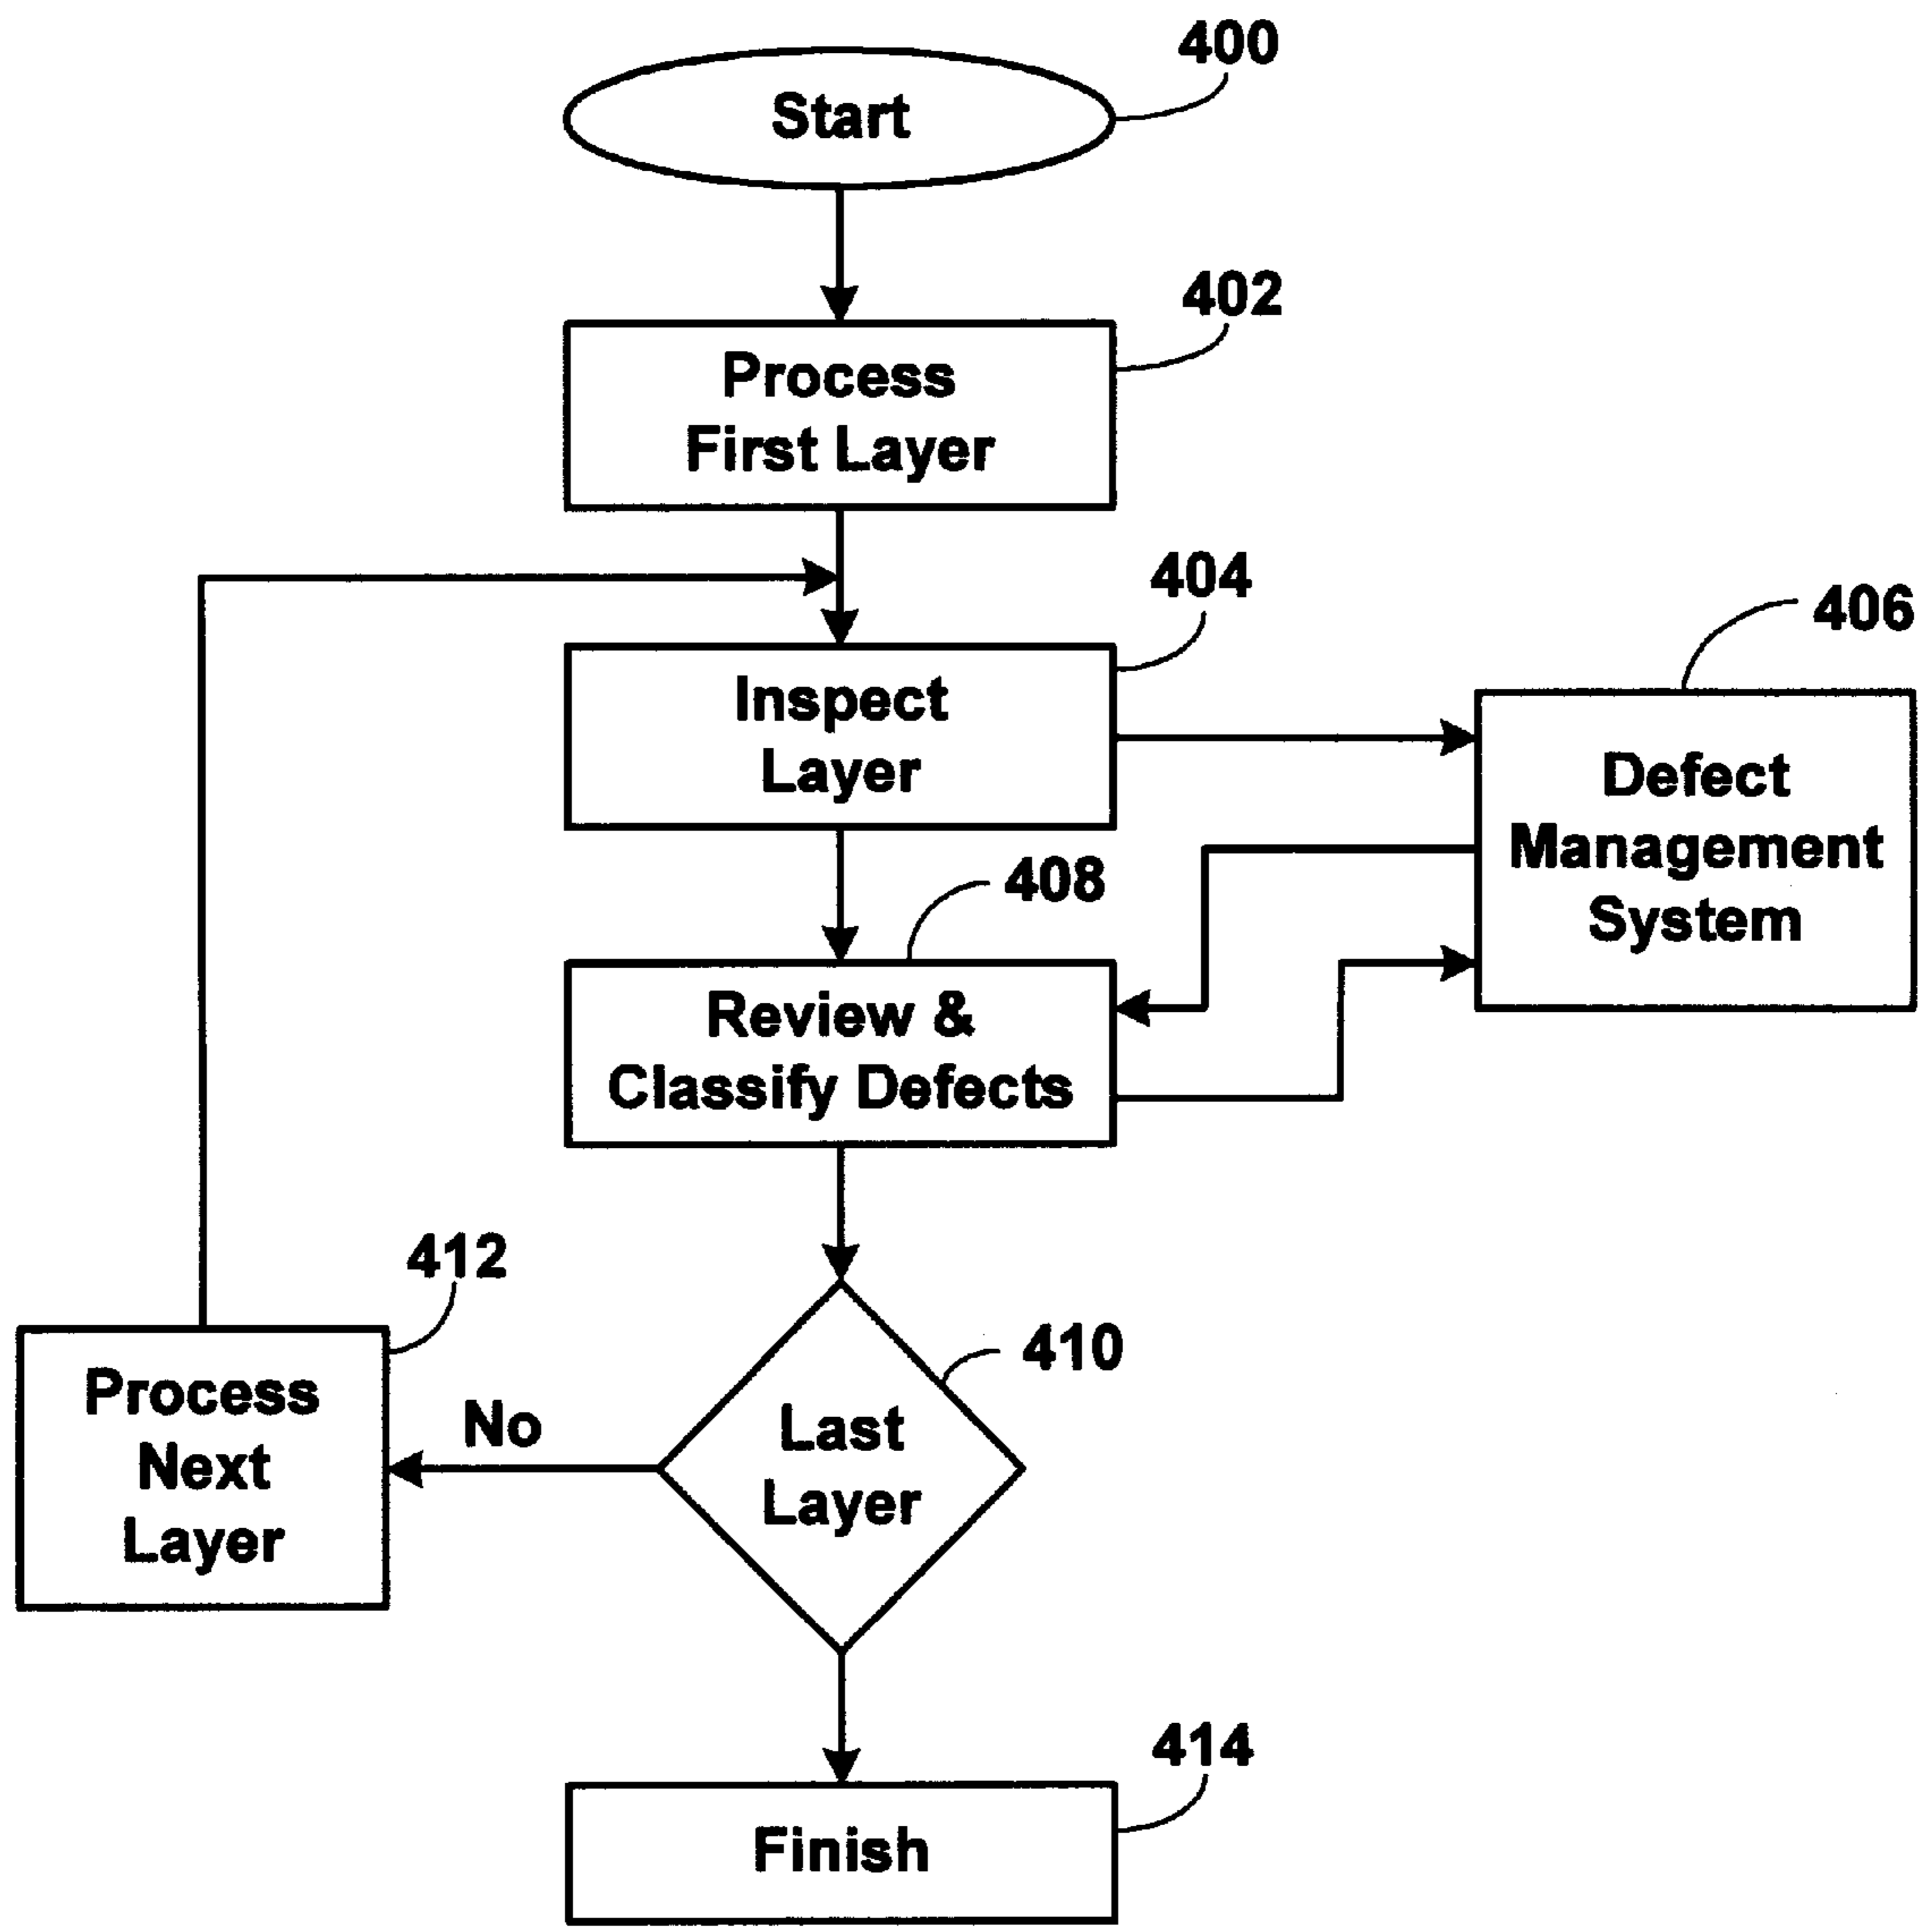 400
Start
402
Process
First Layer
404
Inspect
Layer
406
Defect
Management
System
408
Review &
Classify Defects
410
Last
Layer
No
412
Process
Next
Layer
414
Finish